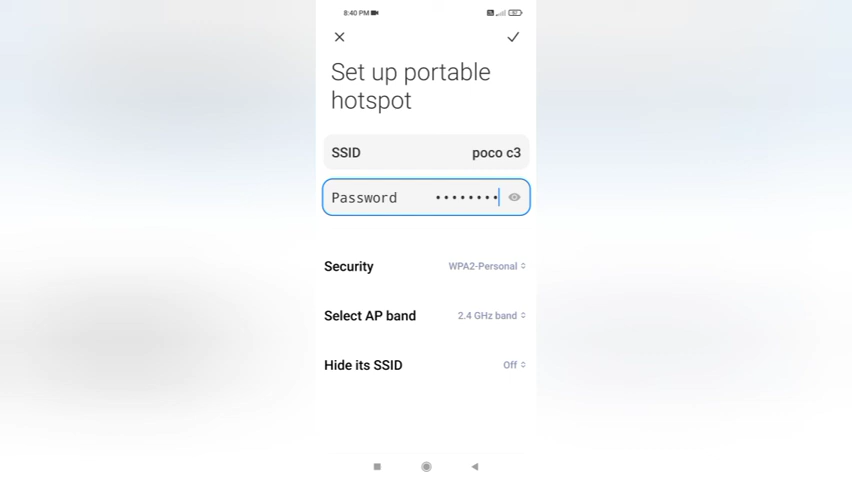 8:40 PM
Set up portable
hotspot
SSID poco c3
Password ••••••••
Security WPA2-Personal
Select AP band 2.4 GHz band
Hide its SSID Off